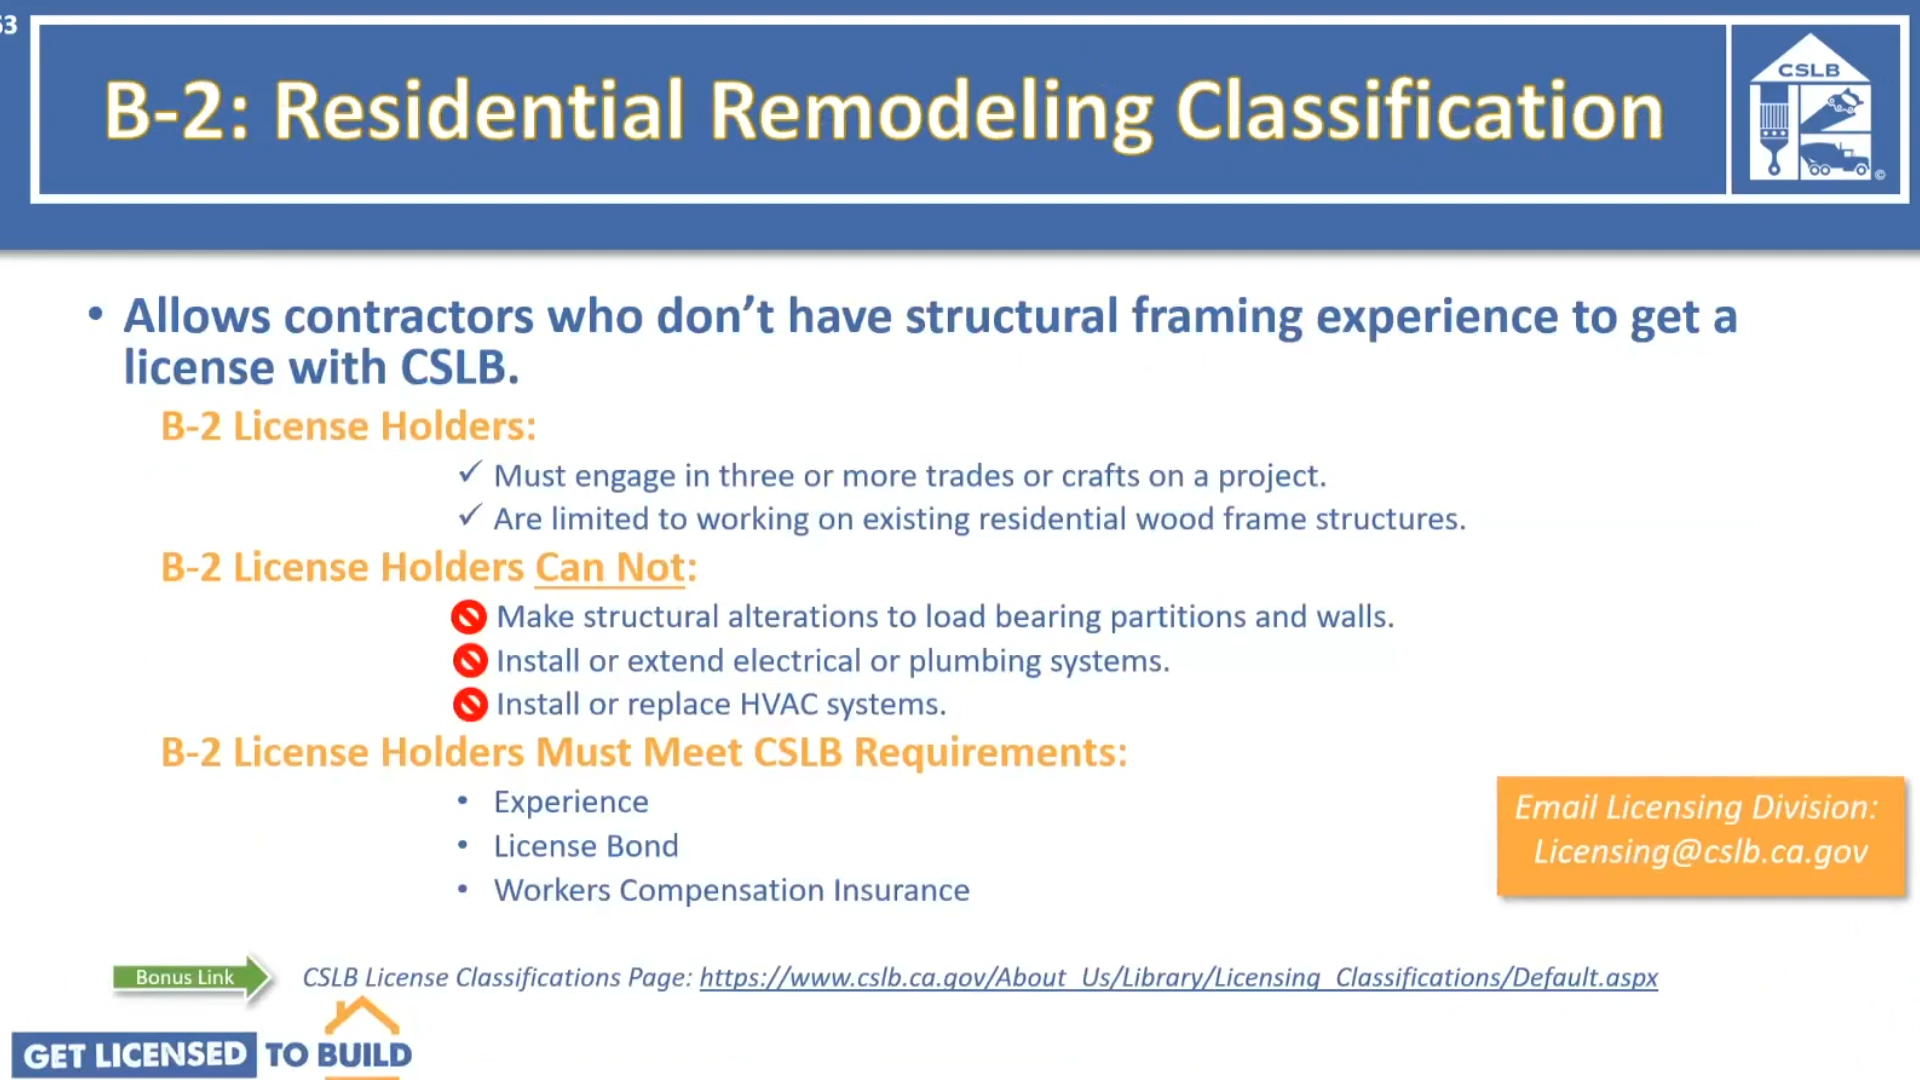 53
B-2: Residential Remodeling Classification
CSLB
©
• Allows contractors who don’t have structural framing experience to get a
license with CSLB.
B-2 License Holders:
✓ Must engage in three or more trades or crafts on a project.
✓ Are limited to working on existing residential wood frame structures.
B-2 License Holders Can Not:
Make structural alterations to load bearing partitions and walls.
Install or extend electrical or plumbing systems.
Install or replace HVAC systems.
B-2 License Holders Must Meet CSLB Requirements:
• Experience
• License Bond
• Workers Compensation Insurance
Email Licensing Division:
Licensing@cslb.ca.gov
Bonus Link
CSLB License Classifications Page: https://www.cslb.ca.gov/About_Us/Library/Licensing_Classifications/Default.aspx
GET LICENSED TO BUILD